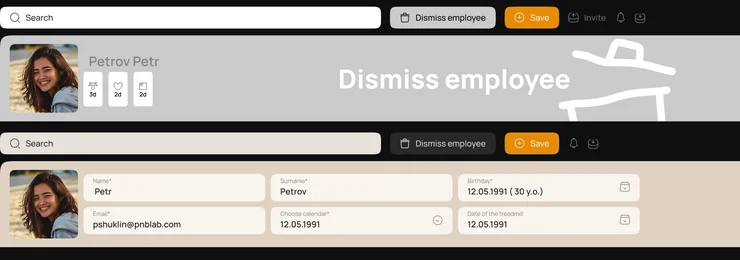 Search
Dismiss employee
Save
Invite
Petrov Petr
3d
2d
2d
Dismiss employee
Search
Dismiss employee
Save
Name*
Petr
Surname*
Petrov
Birthday*
12.05.1991 ( 30 y.o.)
Email*
pshuklin@pnblab.com
Choose calendar*
12.05.1991
Date of the treadmill
12.05.1991